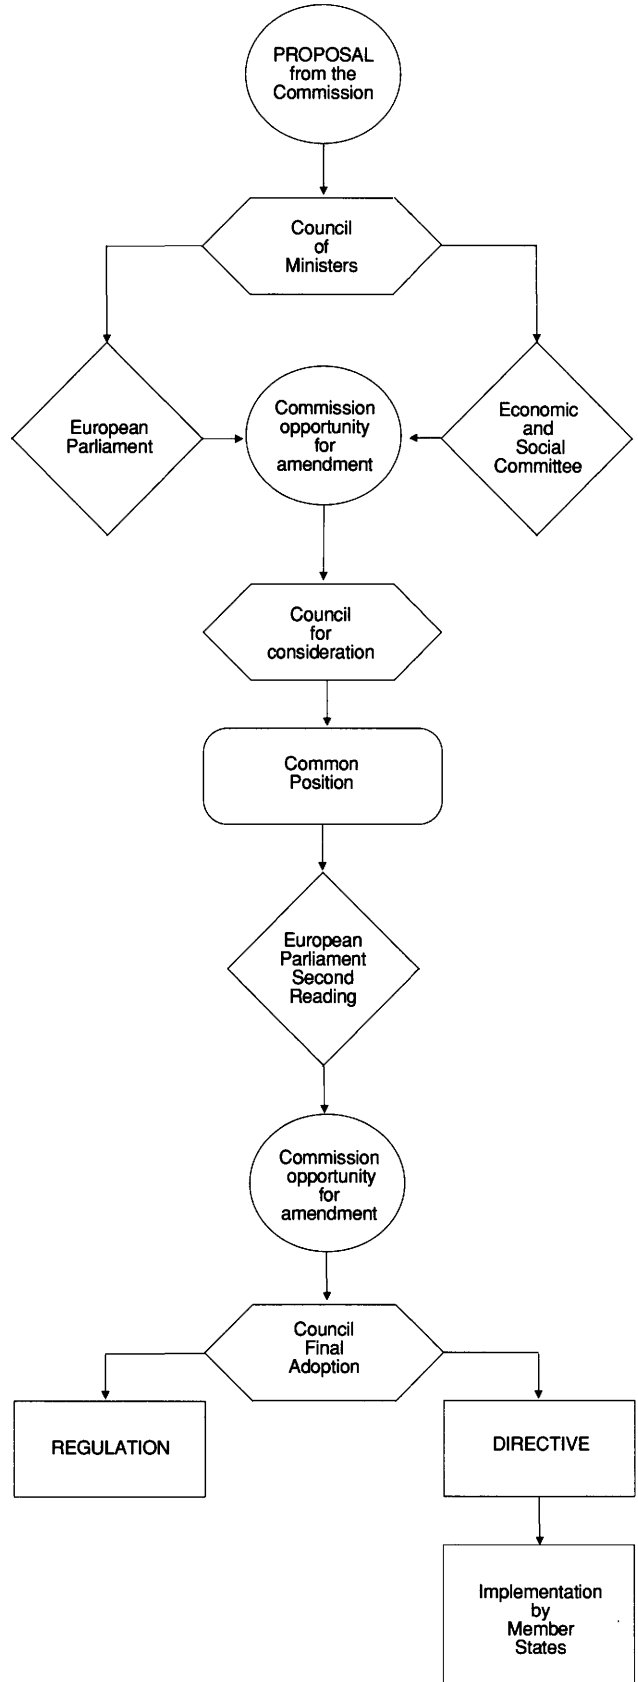 PROPOSAL
from the
Commission
Council
of
Ministers
European
Parliament
Commission
opportunity
for
amendment
Economic
and
Social
Committee
Council
for
consideration
Common
Position
European
Parliament
Second
Reading
Commission
opportunity
for
amendment
Council
Final
Adoption
REGULATION
DIRECTIVE
Implementation
by
Member
States